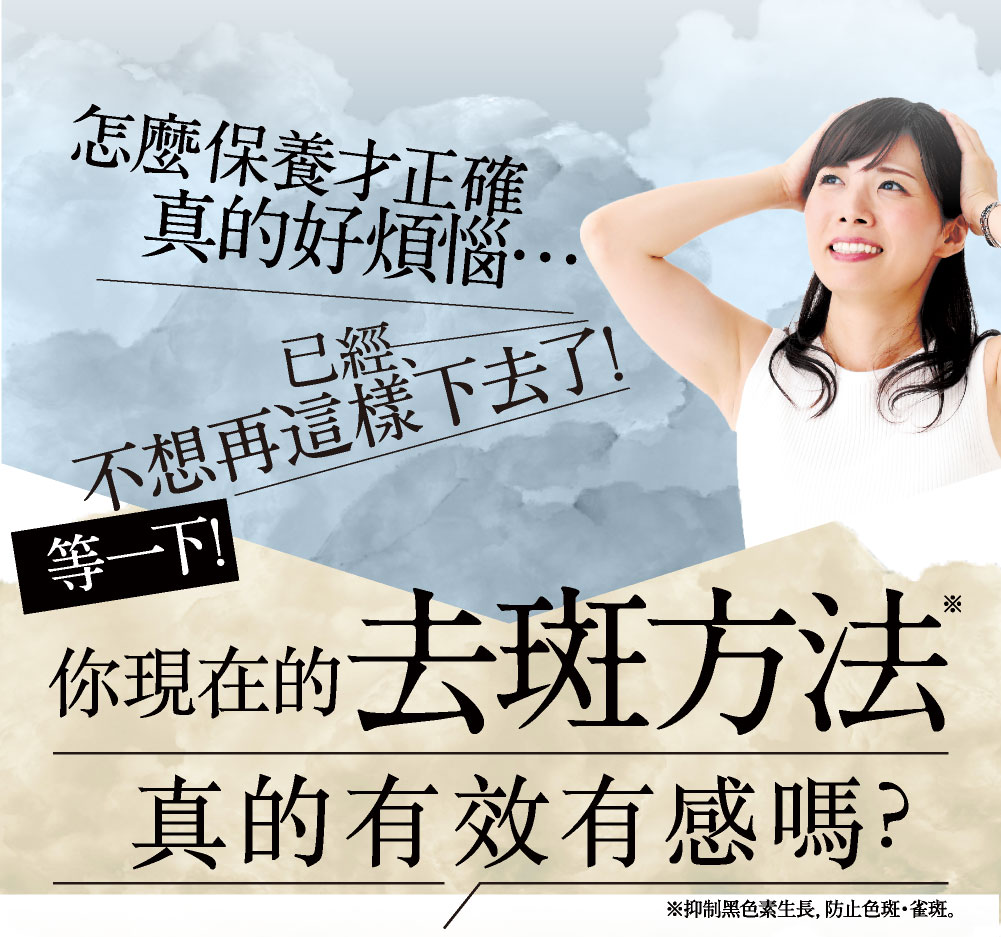 怎麼保養才正確
真的好煩惱…
已經、
不想再這樣下去了!
等一下!
你現在的去斑方法※
真的有效有感嗎?
※抑制黑色素生長,防止色斑・雀斑。